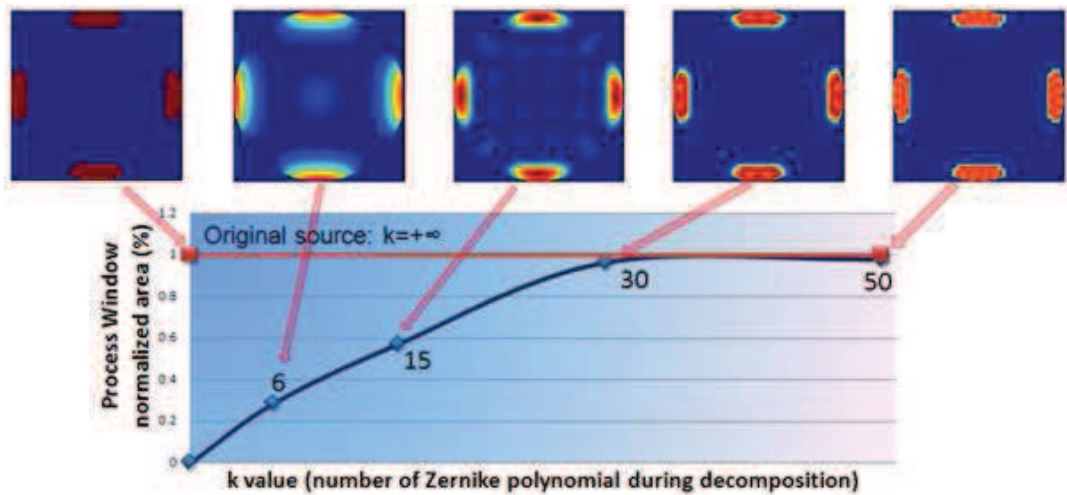 1.2
Original source: k=+∞
1
0.8
0.6
0.4
0.2
0
6
15
30
50
Process Window
normalized area (%)
k value (number of Zernike polynomial during decomposition)